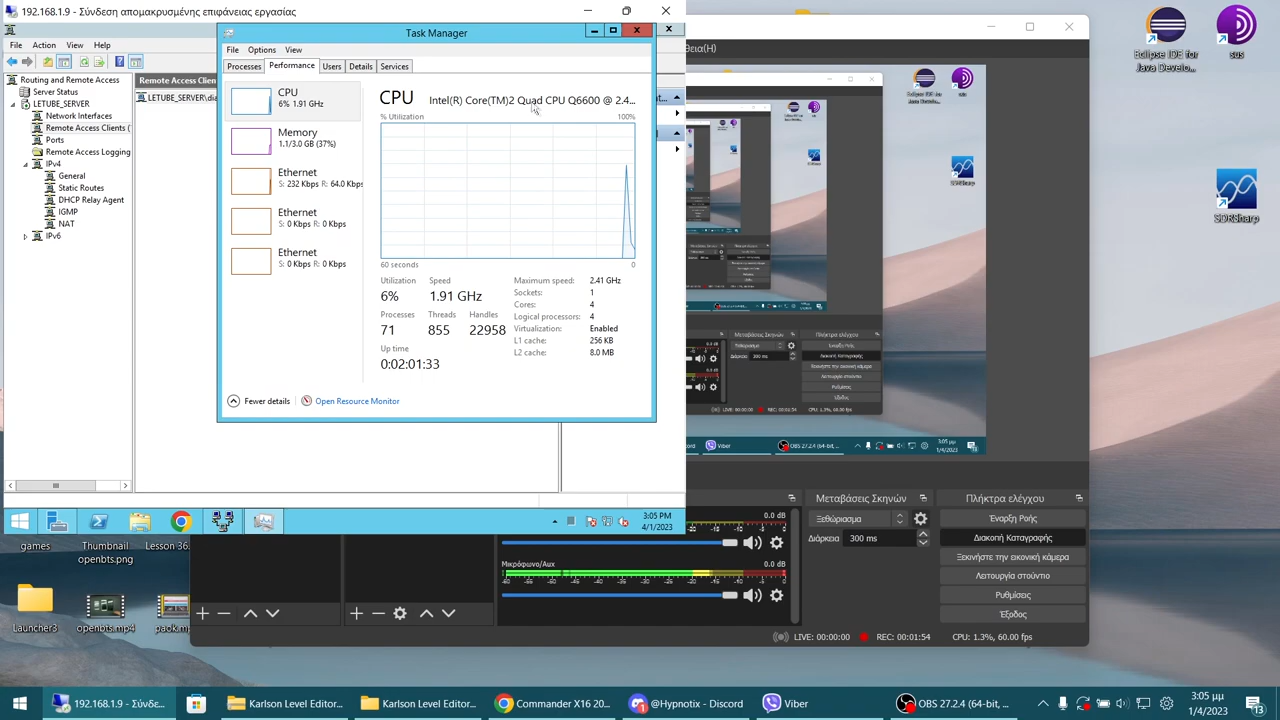 192.168.1.9 - Σύνδεση απομακρυσμένης επιφάνειας εργασίας
File Action View Help
Routing and Remote Access
Server Status
LETUBE_SERVER
Network Interfaces
Remote Access Clients (
Ports
Remote Access Logging
IPv4
General
Static Routes
DHCP Relay Agent
IGMP
NAT
IPv6
Remote Access Client
LETUBE_SERVER\dia
Task Manager
File Options View
Processes Performance Users Details Services
CPU
6% 1.91 GHz
Memory
1.1/3.0 GB (37%)
Ethernet
S: 232 Kbps R: 64.0 Kbps
Ethernet
S: 0 Kbps R: 0 Kbps
Ethernet
S: 0 Kbps R: 0 Kbps
CPU Intel(R) Core(TM)2 Quad CPU Q6600 @ 2.4...
% Utilization 100%
60 seconds 0
Utilization Speed
6% 1.91 GHz
Processes Threads Handles
71 855 22958
Up time
0:02:01:33
Maximum speed: 2.41 GHz
Sockets: 1
Cores: 4
Logical processors: 4
Virtualization: Enabled
L1 cache: 256 KB
L2 cache: 8.0 MB
Fewer details Open Resource Monitor
3:05 PM
4/1/2023
Eclipse IDE for
Java Develo...
sus
SDRSharp
games
Thumbnail
openbts.png
Lesson 36
Launcher3
openbts.mp4
pack.m
0.0 dB
Μικρόφωνο/Aux 0.0 dB
Μεταβάσεις Σκηνών
Ξεθώριασμα
Διάρκεια 300 ms
Πλήκτρα ελέγχου
Έναρξη Ροής
Διακοπή Καταγραφής
Ξεκινήστε την εικονική κάμερα
Λειτουργία στούντιο
Ρυθμίσεις
Έξοδος
LIVE: 00:00:00 REC: 00:01:54 CPU: 1.3%, 60.00 fps
192.168.1.9 - Σύνδε...
Karlson Level Editor...
Karlson Level Editor...
Commander X16 20...
@Hypnotix - Discord
Viber
OBS 27.2.4 (64-bit, ...
3:05 μμ
1/4/2023
13